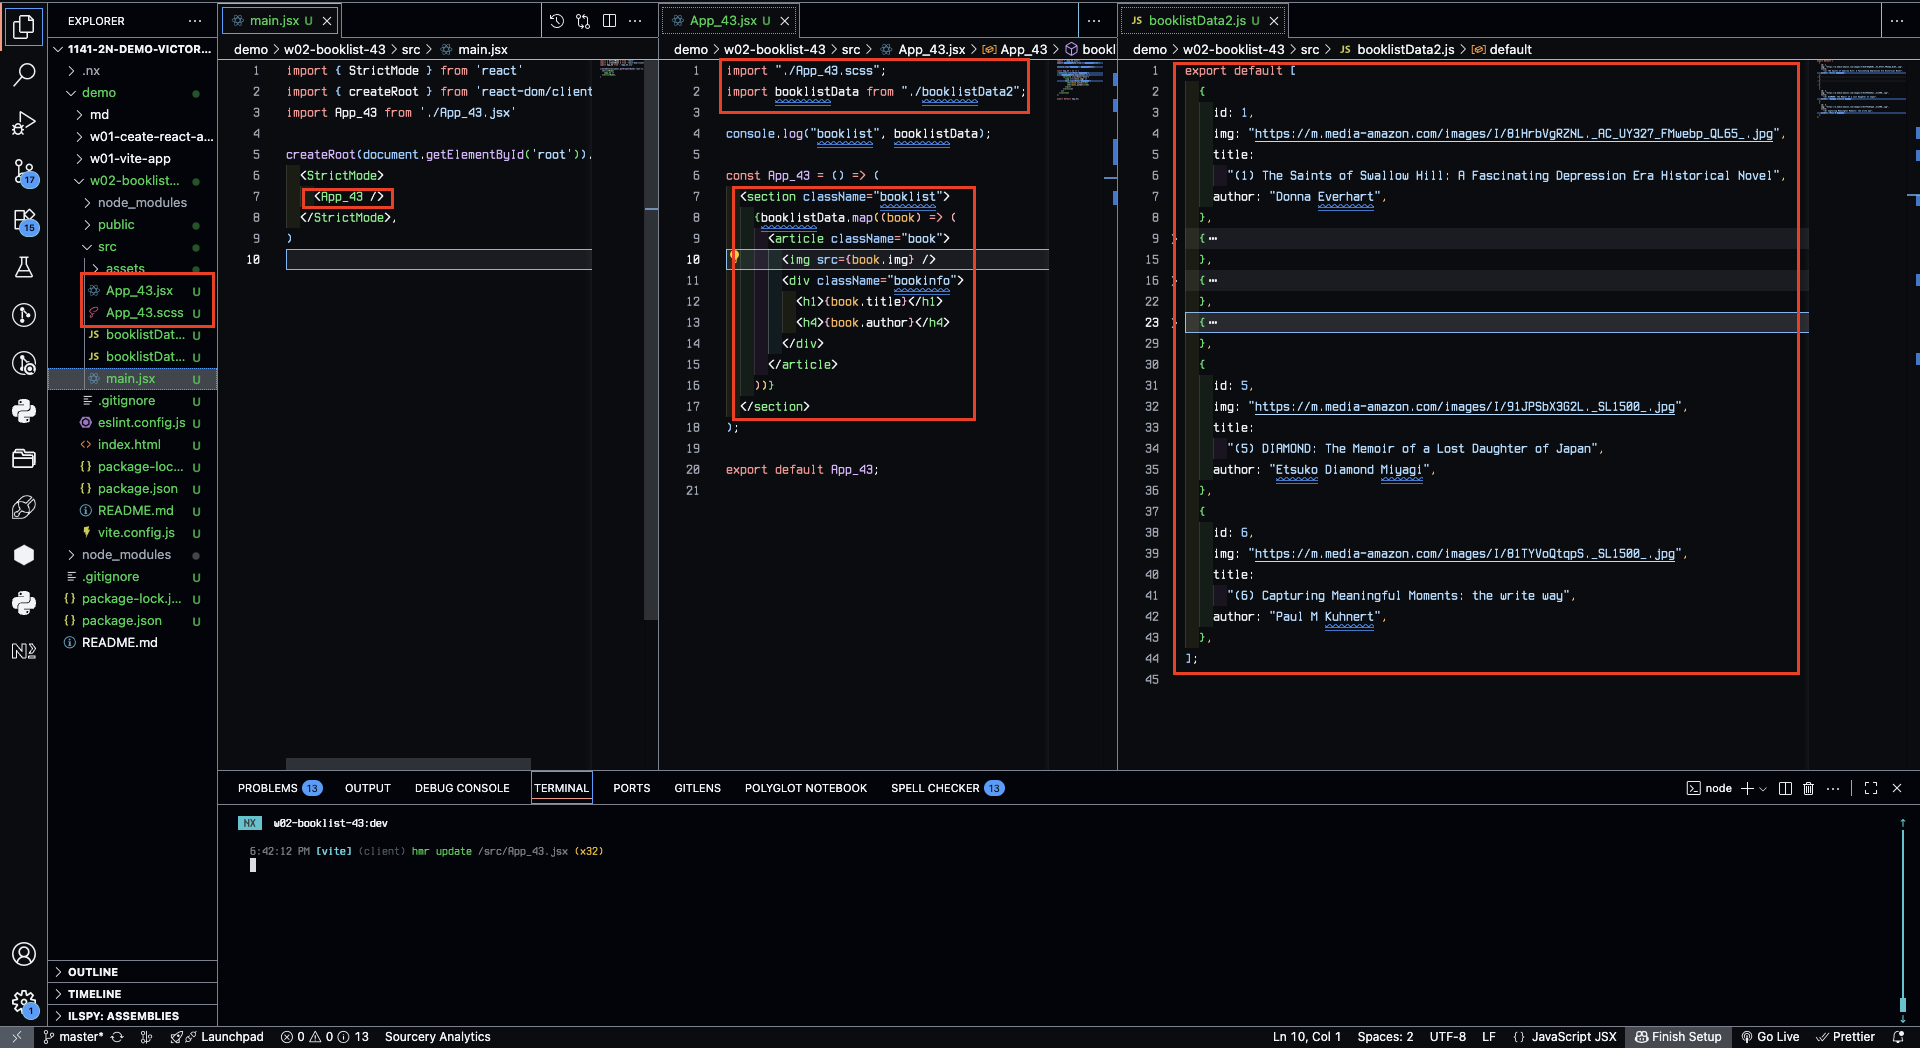 EXPLORER
1141-2N-DEMO-VICTOR...
.nx
demo
md
w01-ceate-react-a...
w01-vite-app
w02-booklist...
node_modules
public
src
assets
App_43.jsx U
App_43.scss U
booklistDat... U
booklistDat... U
main.jsx U
.gitignore U
eslint.config.js U
index.html U
package-loc... U
package.json U
README.md U
vite.config.js U
node_modules
.gitignore U
package-lock.j... U
package.json U
README.md
OUTLINE
TIMELINE
ILSPY: ASSEMBLIES
17
15
1
main.jsx U
demo > w02-booklist-43 > src > main.jsx
1 import { StrictMode } from 'react'
2 import { createRoot } from 'react-dom/client
3 import App_43 from './App_43.jsx'
4
5 createRoot(document.getElementById('root')).
6 <StrictMode>
7 <App_43 />
8 </StrictMode>,
9 )
10
App_43.jsx U
demo > w02-booklist-43 > src > App_43.jsx > App_43 > bookl
1 import "./App_43.scss";
2 import booklistData from "./booklistData2";
3
4 console.log("booklist", booklistData);
5
6 const App_43 = () => (
7 <section className="booklist">
8 {booklistData.map((book) => (
9 <article className="book">
10 <img src={book.img} />
11 <div className="bookinfo">
12 <h1>{book.title}</h1>
13 <h4>{book.author}</h4>
14 </div>
15 </article>
16 ))}
17 </section>
18 );
19
20 export default App_43;
21
JS booklistData2.js U
demo > w02-booklist-43 > src > JS booklistData2.js > default
1 export default [
2 {
3 id: 1,
4 img: "https://m.media-amazon.com/images/I/81HrbVgRZNL._AC_UY327_FMwebp_QL65_.jpg",
5 title:
6 "(1) The Saints of Swallow Hill: A Fascinating Depression Era Historical Novel",
7 author: "Donna Everhart",
8 },
9 { ⋯
15 },
16 { ⋯
22 },
23 { ⋯
29 },
30 {
31 id: 5,
32 img: "https://m.media-amazon.com/images/I/91JPSbX3G2L._SL1500_.jpg",
33 title:
34 "(5) DIAMOND: The Memoir of a Lost Daughter of Japan",
35 author: "Etsuko Diamond Miyagi",
36 },
37 {
38 id: 6,
39 img: "https://m.media-amazon.com/images/I/81TYVoQtqpS._SL1500_.jpg",
40 title:
41 "(6) Capturing Meaningful Moments: the write way",
42 author: "Paul M Kuhnert",
43 },
44 ];
45
PROBLEMS 13 OUTPUT DEBUG CONSOLE TERMINAL PORTS GITLENS POLYGLOT NOTEBOOK SPELL CHECKER 13
node
NX w02-booklist-43:dev
6:42:12 PM [vite] (client) hmr update /src/App_43.jsx (x32)
master* Launchpad 0 0 13 Sourcery Analytics
Ln 10, Col 1 Spaces: 2 UTF-8 LF {} JavaScript JSX Finish Setup Go Live Prettier